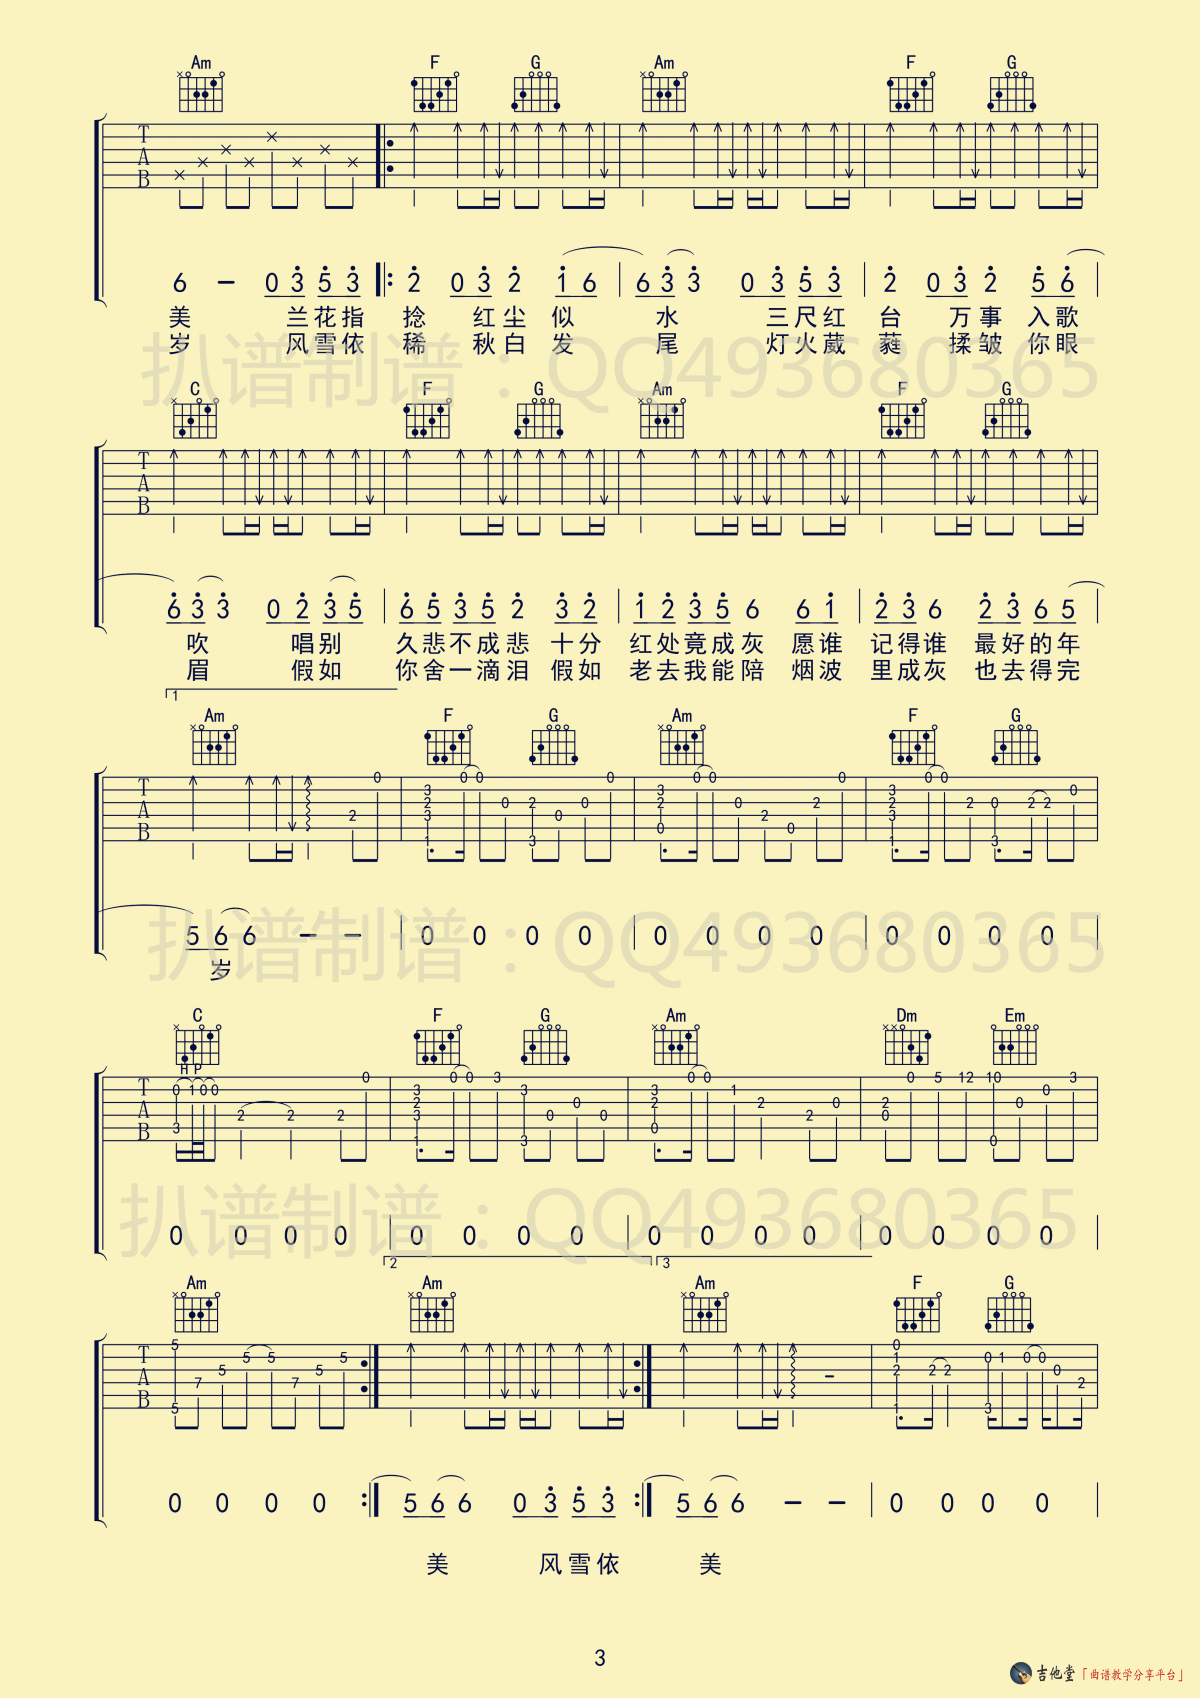 Am F G Am F G
T
A
B
6 – 0 3 5 3 2 0 3 2 1 6 6 3 3 0 3 5 3 2 0 3 2 5 6
美 兰花指 捻 红尘似 水 三尺红 台 万事入歌
岁 风雪依 稀 秋白发 尾 灯火葳 蕤 揉皱你眼
扒谱制谱：QQ493680365
C F G Am F G
T
A
B
6 3 3 0 2 3 5 6 5 3 5 2 3 2 1 2 3 5 6 6 1 2 3 6 2 3 6 5
吹 唱别 久悲不成悲 十分 红处竟成灰 愿谁 记得谁 最好的年
眉 假如 你舍一滴泪 假如 老去我能陪 烟波 里成灰 也去得完
1
Am F G Am F G
T
A
B
5 6 6 – – 0 0 0 0 0 0 0 0 0 0 0 0
岁
扒谱制谱：QQ493680365
C F G Am Dm Em
H P
T
A
B
0 0 0 0 0 0 0 0 0 0 0 0 0 0 0 0
扒谱制谱：QQ493680365
2 3
Am Am Am F G
T
A
B
0 0 0 0 5 6 6 0 3 5 3 5 6 6 – – 0 0 0 0
美 风雪依 美
3
吉他堂「曲谱教学分享平台」